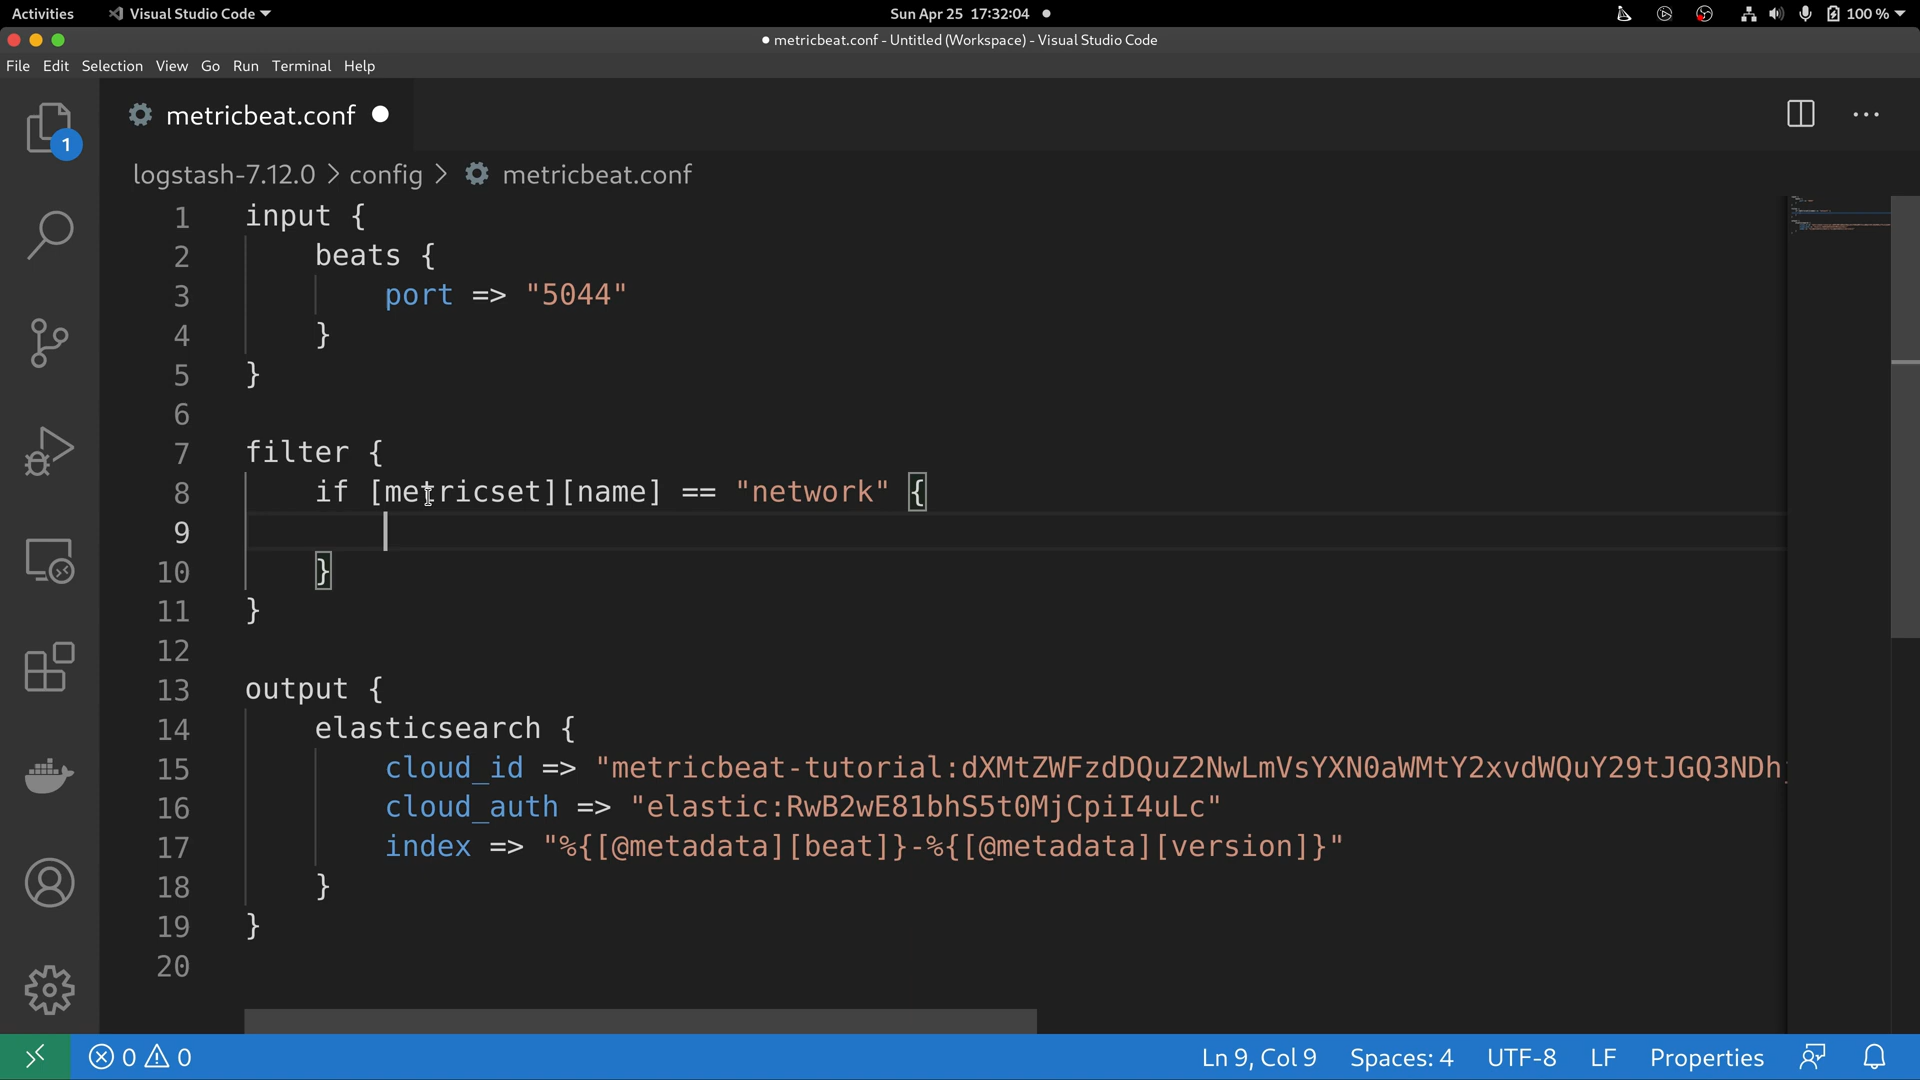 Activities Visual Studio Code Sun Apr 25 17:32:04 100 %
metricbeat.conf - Untitled (Workspace) - Visual Studio Code
File Edit Selection View Go Run Terminal Help
metricbeat.conf
1
logstash-7.12.0 > config > metricbeat.conf
1 input {
2 beats {
3 port => "5044"
4 }
5 }
6
7 filter {
8 if [metricset][name] == "network" {
9
10 }
11 }
12
13 output {
14 elasticsearch {
15 cloud_id => "metricbeat-tutorial:dXMtZWFzdDQuZ2NwLmVsYXN0aWMtY2xvdWQuY29tJGQ3NDh
16 cloud_auth => "elastic:RwB2wE81bhS5t0MjCpiI4uLc"
17 index => "%{[@metadata][beat]}-%{[@metadata][version]}"
18 }
19 }
20
0 0 Ln 9, Col 9 Spaces: 4 UTF-8 LF Properties